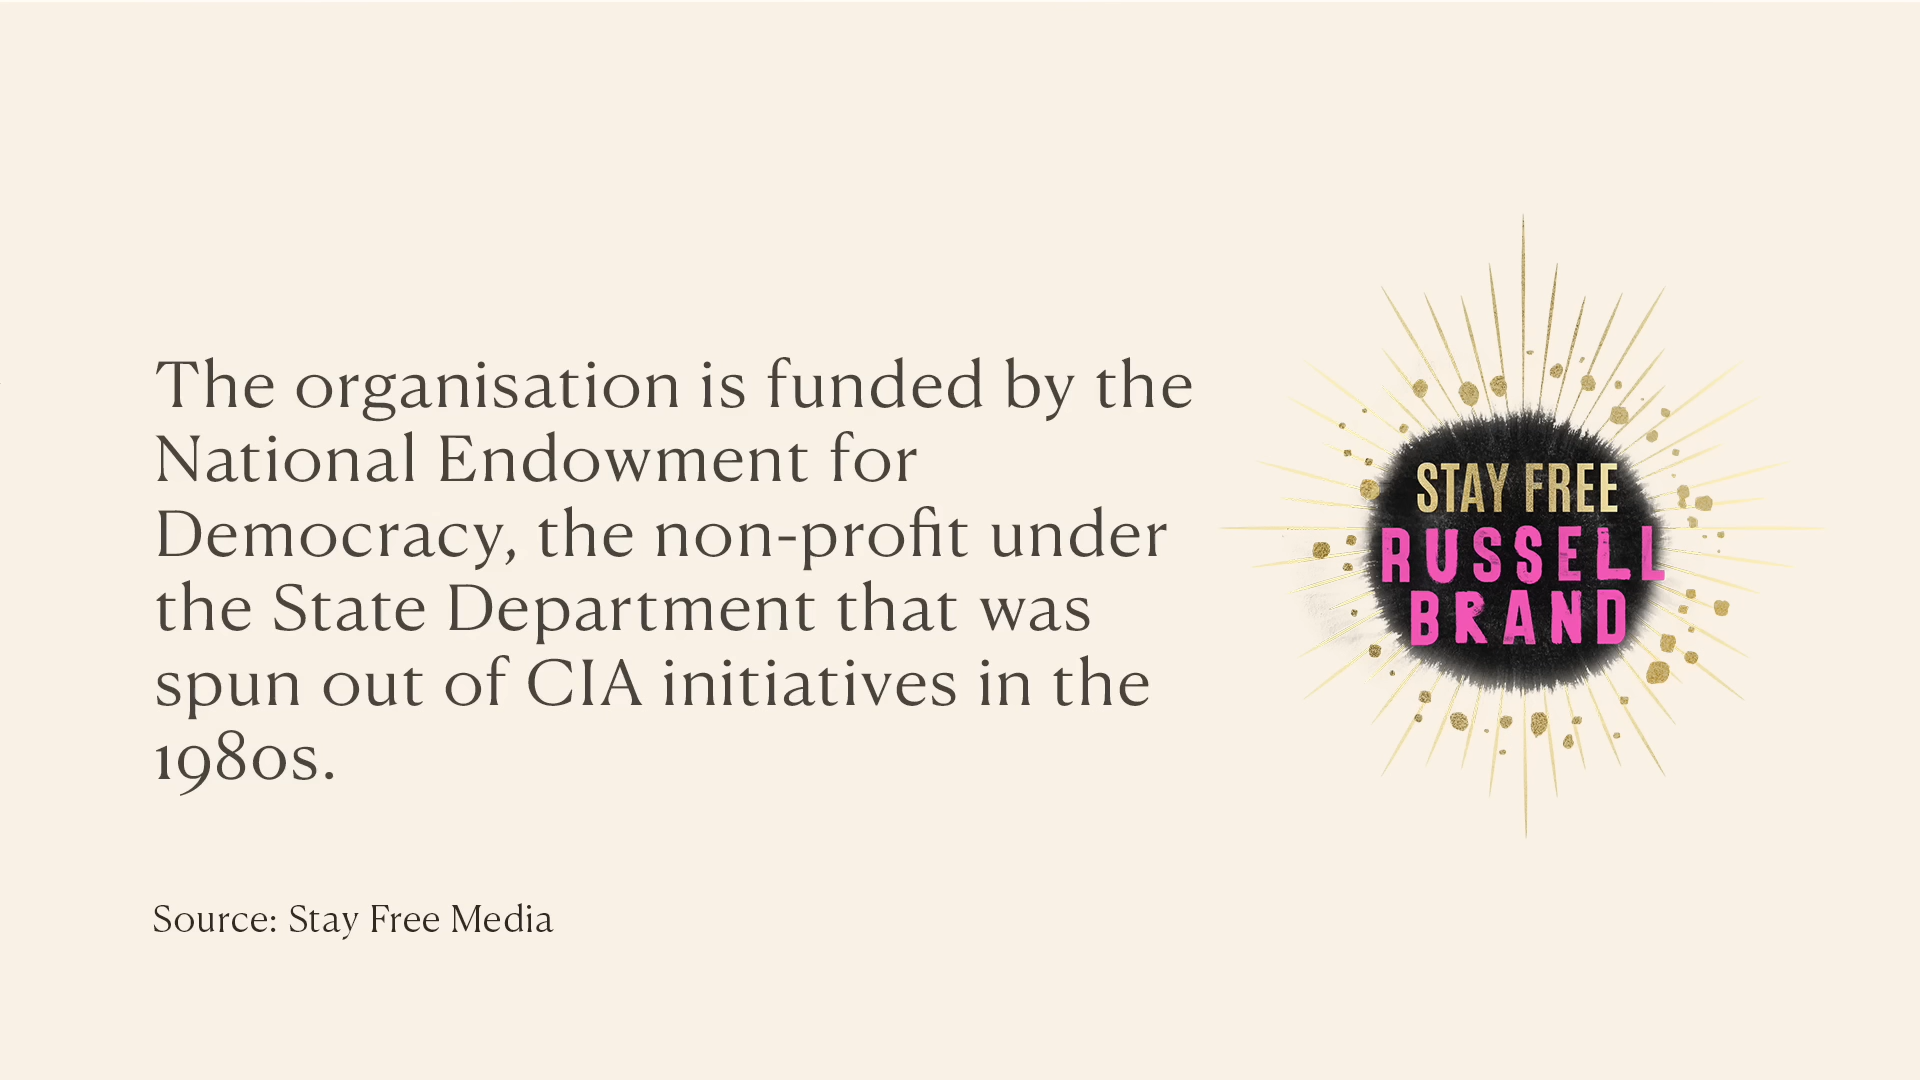 The organisation is funded by the
National Endowment for
Democracy, the non-profit under
the State Department that was
spun out of CIA initiatives in the
1980s.
Source: Stay Free Media
STAY FREE
RUSSELL
BRAND